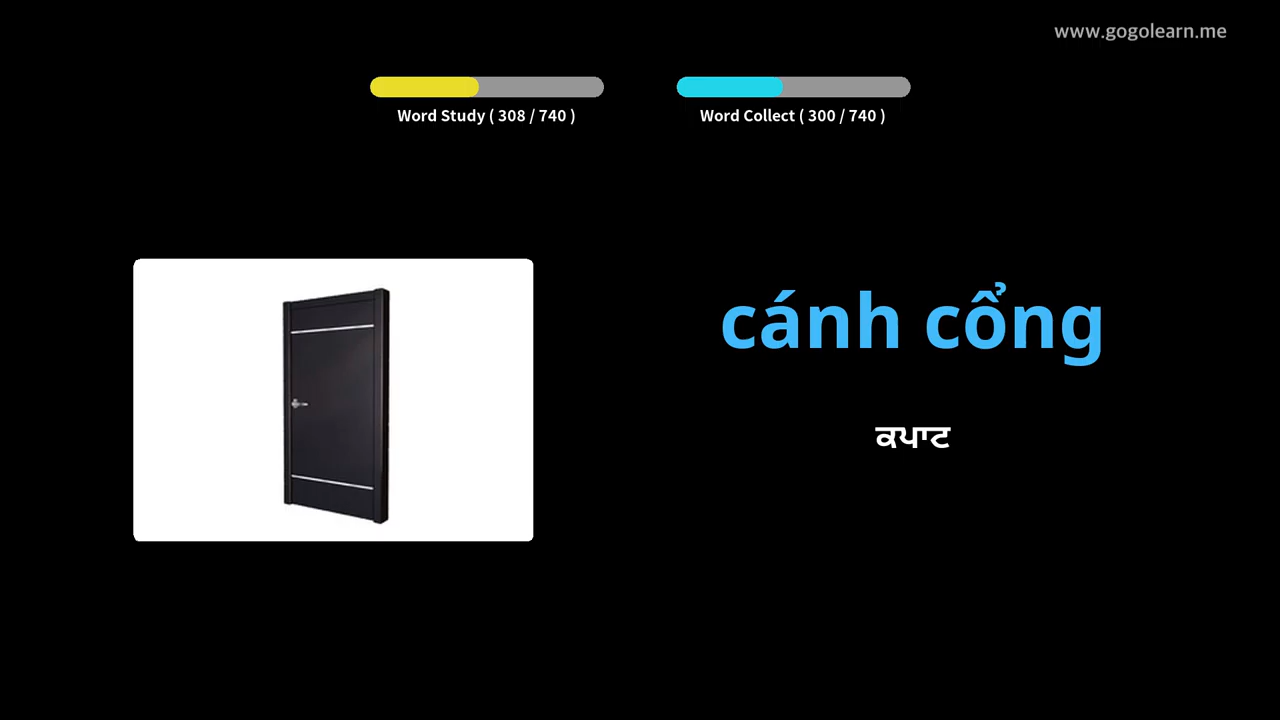 www.gogolearn.me
Word Study ( 308 / 740 )
Word Collect ( 300 / 740 )
cánh cổng
ਕਪਾਟ